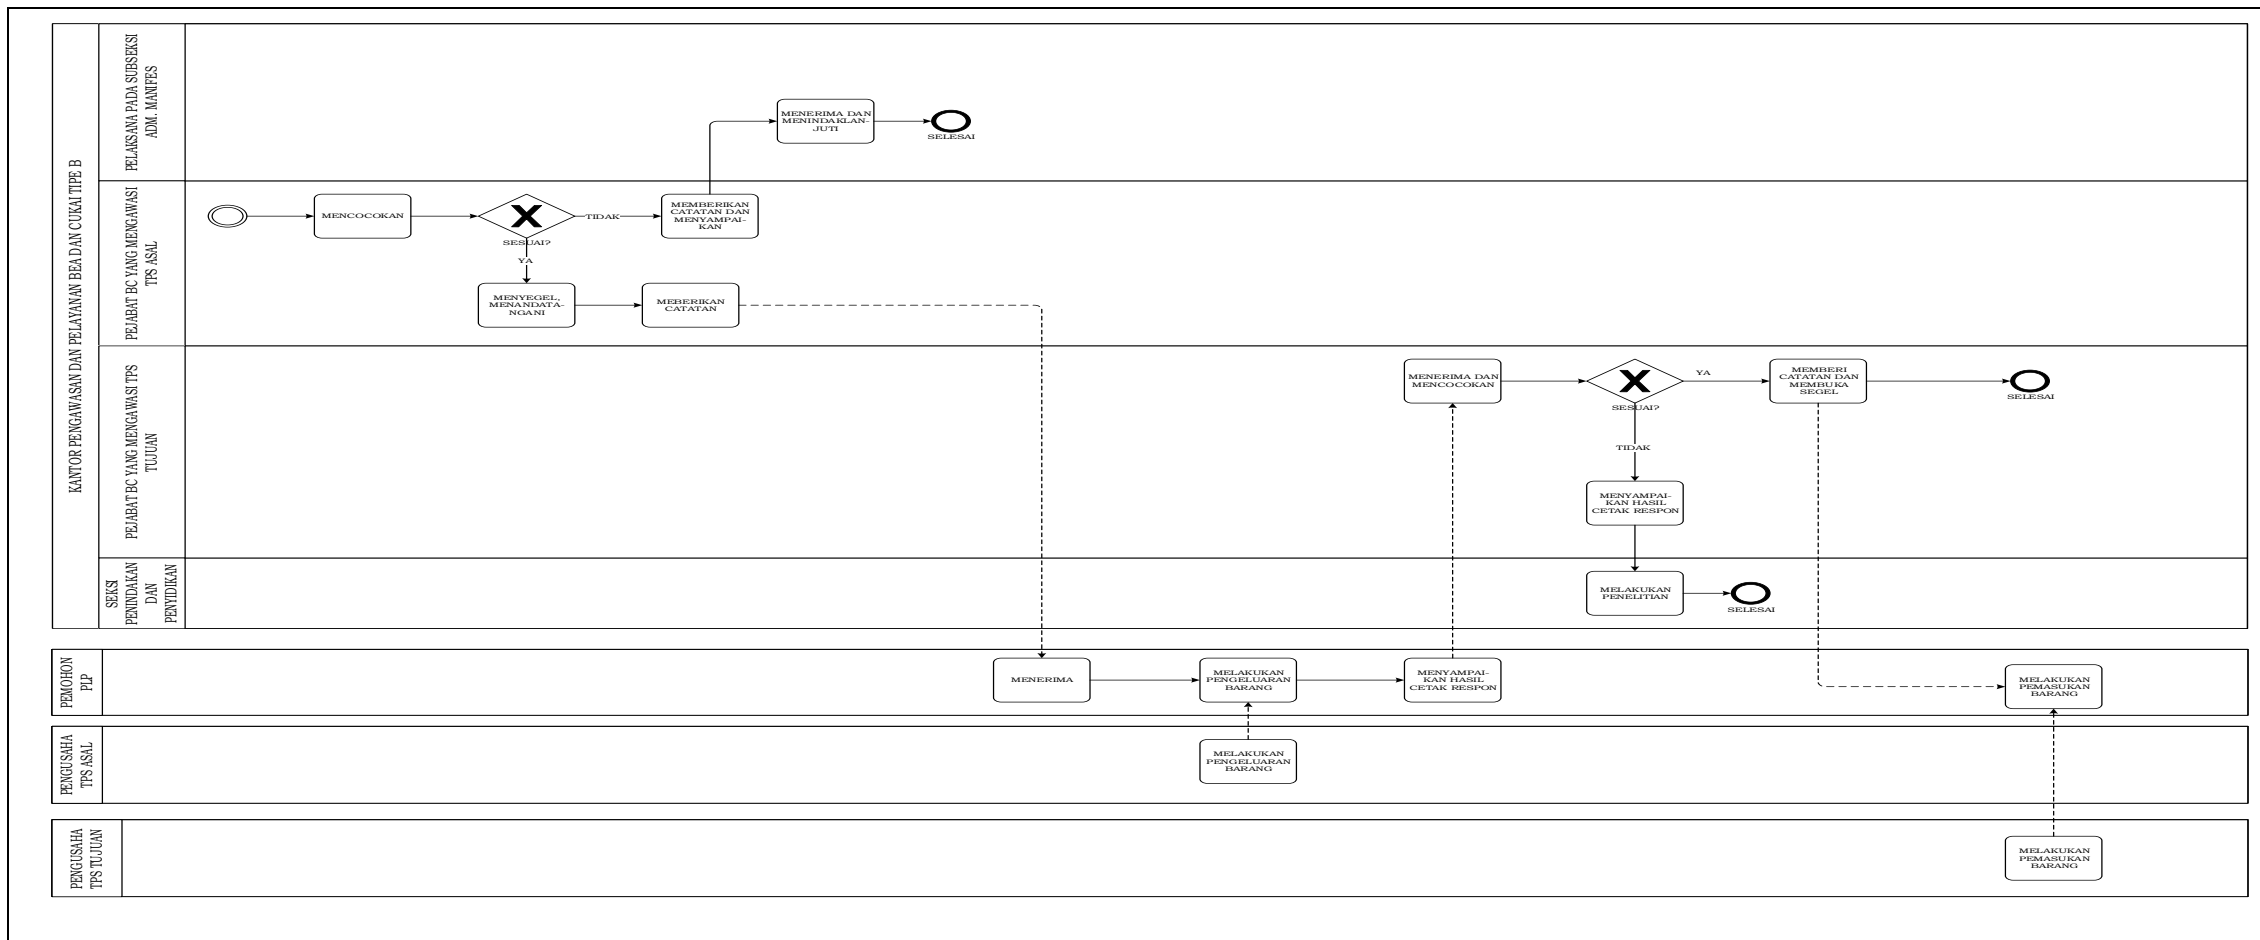 KANTOR PENGAWASAN DAN PELAYANAN BEA DAN CUKAI TIPE B
PELAKSANA PADA SUBSEKSI
ADM. MANIFES
MENERIMA DAN
MENINDAKLAN-
JUTI
SELESAI
PEJABAT BC YANG MENGAWASI
TPS ASAL
MENCOCOKAN
SESUAI?
TIDAK
MEMBERIKAN
CATATAN DAN
MENYAMPAI-
KAN
YA
MENYEGEL,
MENANDATA-
NGANI
MEBERIKAN
CATATAN
PEJABAT BC YANG MENGAWASI TPS
TUJUAN
MENERIMA DAN
MENCOCOKAN
SESUAI?
YA
MEMBERI
CATATAN DAN
MEMBUKA
SEGEL
SELESAI
TIDAK
MENYAMPAI-
KAN HASIL
CETAK RESPON
SEKSI
PENINDAKAN
DAN
PENYIDIKAN
MELAKUKAN
PENELITIAN
SELESAI
PEMOHON
PLP
MENERIMA
MELAKUKAN
PENGELUARAN
BARANG
MENYAMPAI-
KAN HASIL
CETAK RESPON
MELAKUKAN
PEMASUKAN
BARANG
PENGUSAHA
TPS ASAL
MELAKUKAN
PENGELUARAN
BARANG
PENGUSAHA
TPS TUJUAN
MELAKUKAN
PEMASUKAN
BARANG